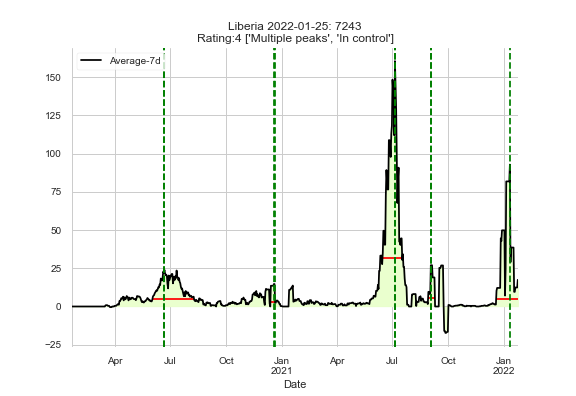 Liberia 2022-01-25: 7243
Rating:4 ['Multiple peaks', 'In control']
Average-7d
150
125
100
75
50
25
0
−25
Apr Jul Oct Jan Apr Jul Oct Jan
2021 2022
Date